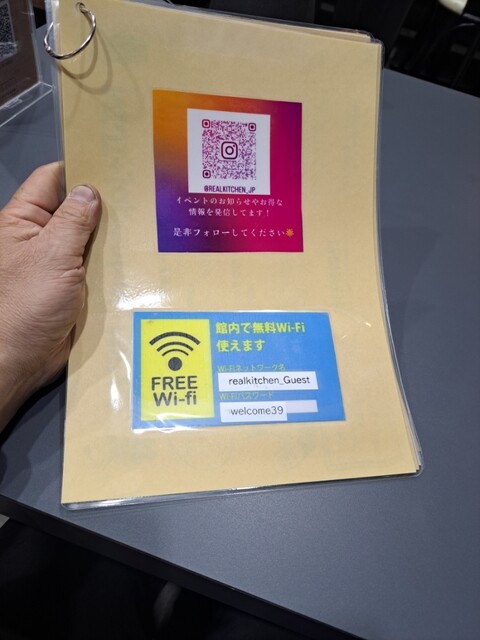 @REALKITCHEN_JP
イベントのお知らせやお得な
情報を発信してます！
是非フォローしてください
FREE
Wi-fi
館内で無料Wi-Fi
使えます
Wi-Fiネットワーク名
realkitchen_Guest
Wi-Fiパスワード
welcome39